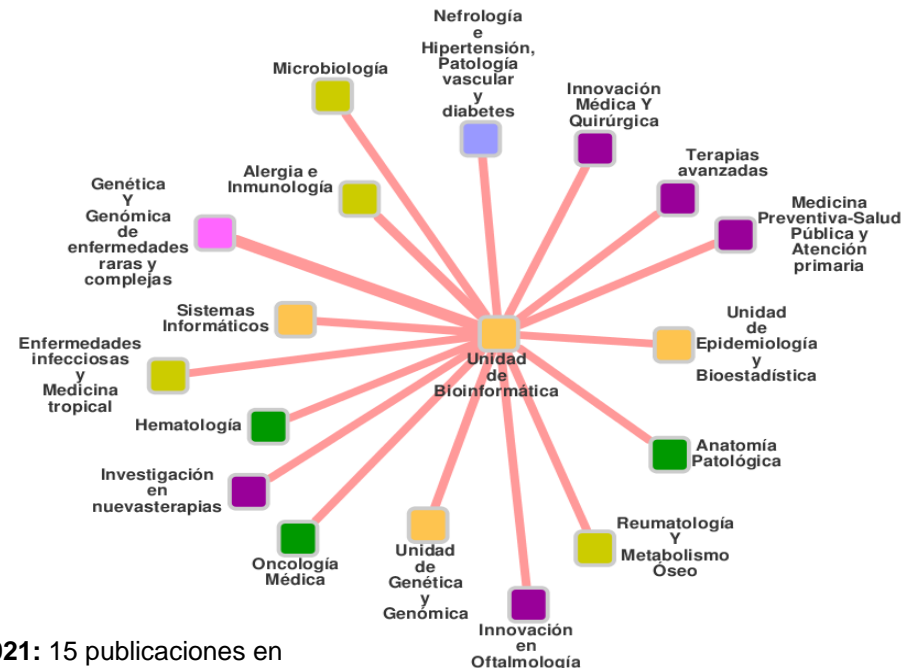 Nefrología
e
Hipertensión,
Patología
vascular
y
diabetes
Microbiología
Innovación
Médica Y
Quirúrgica
Terapias
avanzadas
Alergia e
Inmunología
Genética
Y
Genómica
de
enfermedades
raras y
complejas
Medicina
Preventiva-Salud
Pública y
Atención
primaria
Sistemas
Informáticos
Unidad
de
Epidemiología
y
Bioestadística
Enfermedades
infecciosas
y
Medicina
tropical
Unidad
de
Bioinformática
Hematología
Anatomía
Patológica
Investigación
en
nuevasterapias
Oncología
Médica
Unidad
de
Genética
y
Genómica
Reumatología
Y
Metabolismo
Óseo
Innovación
en
Oftalmología
021: 15 publicaciones en